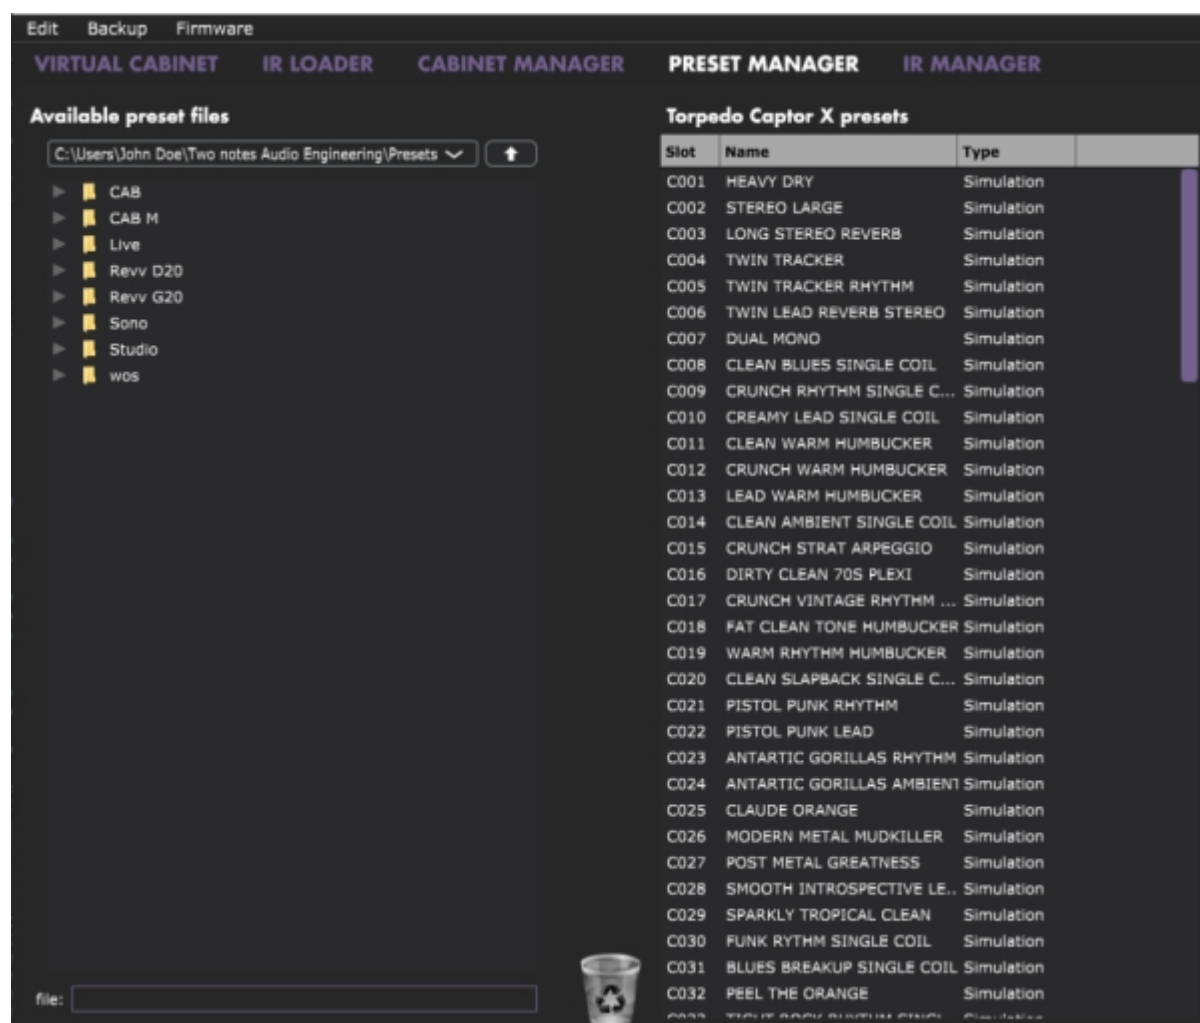 Edit Backup Firmware
VIRTUAL CABINET IR LOADER CABINET MANAGER PRESET MANAGER IR MANAGER
Available preset files
C:\Users\John Doe\Two notes Audio Engineering\Presets
CAB
CAB M
Live
Revv D20
Revv G20
Sono
Studio
wos
file:
Torpedo Captor X presets
Slot Name Type
C001 HEAVY DRY Simulation
C002 STEREO LARGE Simulation
C003 LONG STEREO REVERB Simulation
C004 TWIN TRACKER Simulation
C005 TWIN TRACKER RHYTHM Simulation
C006 TWIN LEAD REVERB STEREO Simulation
C007 DUAL MONO Simulation
C008 CLEAN BLUES SINGLE COIL Simulation
C009 CRUNCH RHYTHM SINGLE C... Simulation
C010 CREAMY LEAD SINGLE COIL Simulation
C011 CLEAN WARM HUMBUCKER Simulation
C012 CRUNCH WARM HUMBUCKER Simulation
C013 LEAD WARM HUMBUCKER Simulation
C014 CLEAN AMBIENT SINGLE COIL Simulation
C015 CRUNCH STRAT ARPEGGIO Simulation
C016 DIRTY CLEAN 70S PLEXI Simulation
C017 CRUNCH VINTAGE RHYTHM ... Simulation
C018 FAT CLEAN TONE HUMBUCKER Simulation
C019 WARM RHYTHM HUMBUCKER Simulation
C020 CLEAN SLAPBACK SINGLE C... Simulation
C021 PISTOL PUNK RHYTHM Simulation
C022 PISTOL PUNK LEAD Simulation
C023 ANTARTIC GORILLAS RHYTHM Simulation
C024 ANTARTIC GORILLAS AMBIENT Simulation
C025 CLAUDE ORANGE Simulation
C026 MODERN METAL MUDKILLER Simulation
C027 POST METAL GREATNESS Simulation
C028 SMOOTH INTROSPECTIVE LE.. Simulation
C029 SPARKLY TROPICAL CLEAN Simulation
C030 FUNK RYTHM SINGLE COIL Simulation
C031 BLUES BREAKUP SINGLE COIL Simulation
C032 PEEL THE ORANGE Simulation